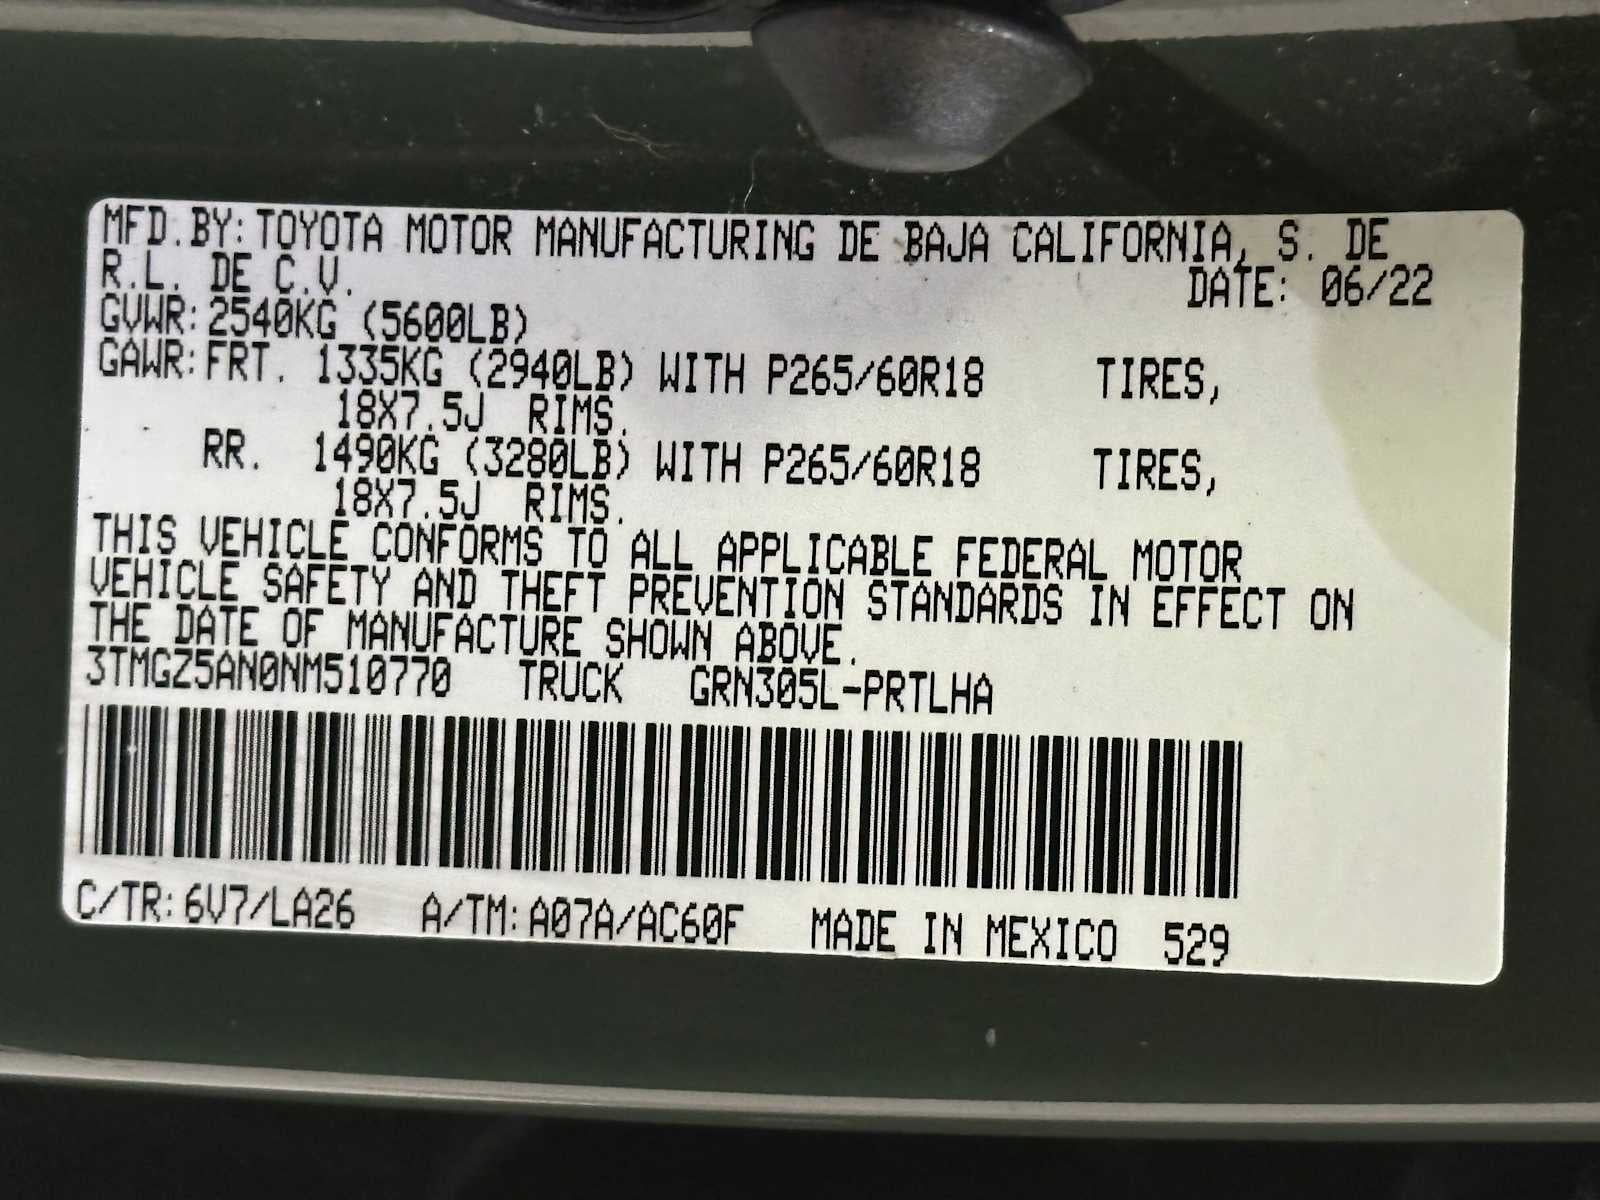 MFD.BY: TOYOTA MOTOR MANUFACTURING DE BAJA CALIFORNIA, S. DE
R.L. DE C.V. DATE: 06/22
GVWR: 2540KG (5600LB)
GAWR: FRT. 1335KG (2940LB) WITH P265/60R18 TIRES,
18X7.5J RIMS.
RR. 1490KG (3280LB) WITH P265/60R18 TIRES,
18X7.5J RIMS.
THIS VEHICLE CONFORMS TO ALL APPLICABLE FEDERAL MOTOR
VEHICLE SAFETY AND THEFT PREVENTION STANDARDS IN EFFECT ON
THE DATE OF MANUFACTURE SHOWN ABOVE.
3TMGZ5AN0NM510770 TRUCK GRN305L-PRTLHA
C/TR: 6V7/LA26 A/TM: A07A/AC60F MADE IN MEXICO 529